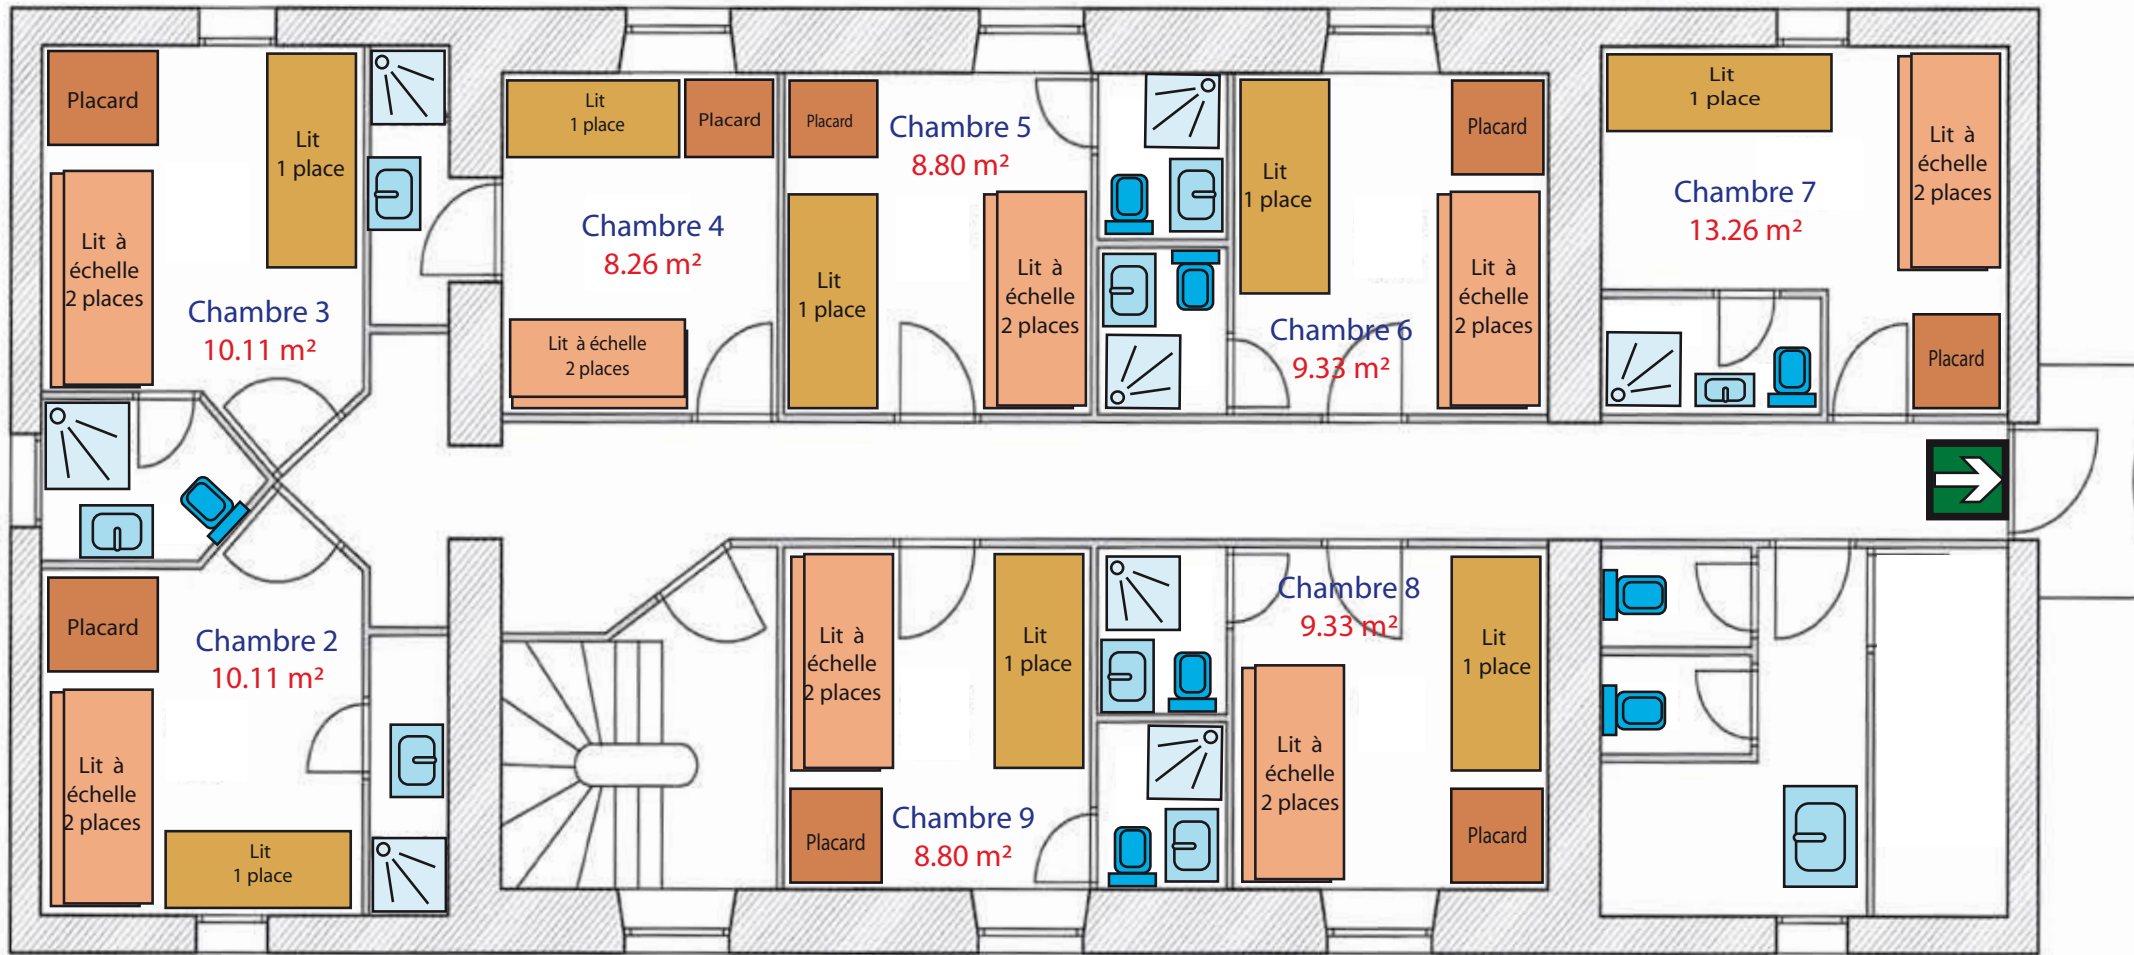 Placard
Lit
1 place
Lit à
échelle
2 places
Chambre 3
10.11 m²
Lit
1 place
Placard
Chambre 4
8.26 m²
Lit à échelle
2 places
Placard
Chambre 5
8.80 m²
Lit
1 place
Lit à
échelle
2 places
Lit
1 place
Placard
Chambre 6
9.33 m²
Lit à
échelle
2 places
Lit
1 place
Lit à
échelle
2 places
Chambre 7
13.26 m²
Placard
Placard
Chambre 2
10.11 m²
Lit à
échelle
2 places
Lit
1 place
Lit à
échelle
2 places
Lit
1 place
Placard
Chambre 9
8.80 m²
Chambre 8
9.33 m²
Lit
1 place
Lit à
échelle
2 places
Placard